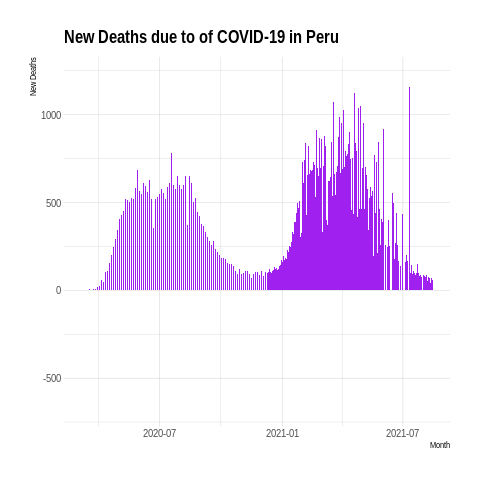 New Deaths due to of COVID-19 in Peru
New Deaths
1000
500
0
-500
2020-07
2021-01
2021-07
Month